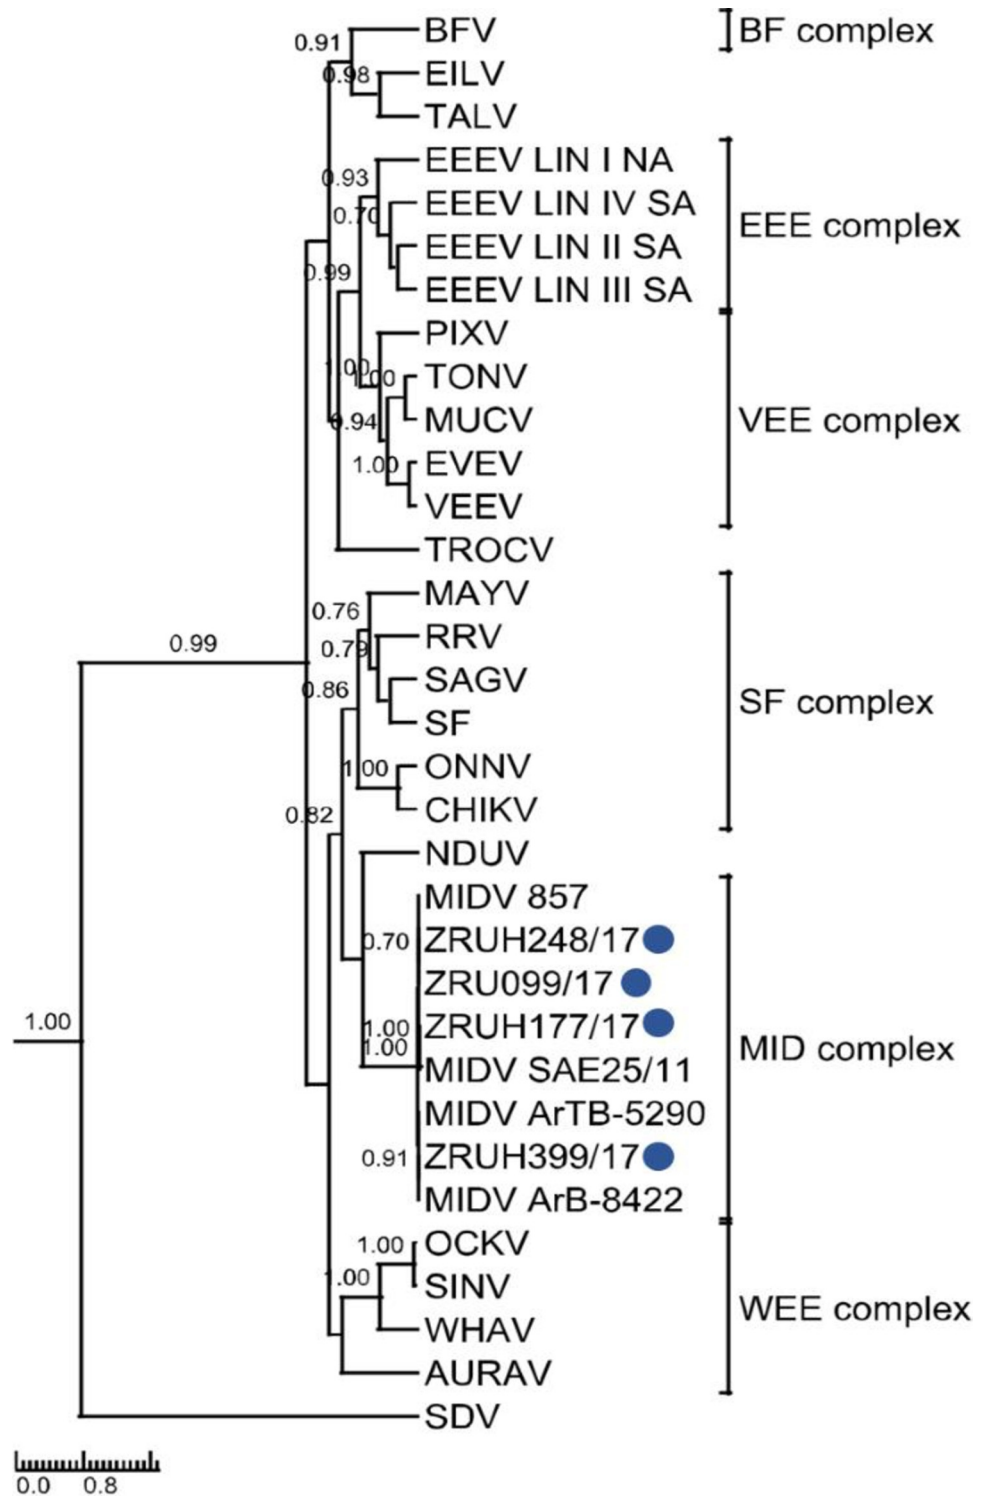 BFV
BF complex
0.91
0.98
EILV
TALV
EEEV LIN I NA
0.93
EEEV LIN IV SA
0.70
EEE complex
EEEV LIN II SA
0.99
EEEV LIN III SA
PIXV
1.00
1.00
TONV
MUCV
0.94
VEE complex
EVEV
1.00
VEEV
TROCV
MAYV
0.76
RRV
0.79
0.99
SAGV
0.86
SF complex
SF
ONNV
1.00
CHIKV
0.82
NDUV
MIDV 857
0.70
ZRUH248/17
ZRU099/17
1.00
1.00
ZRUH177/17
1.00
MID complex
MIDV SAE25/11
MIDV ArTB-5290
0.91
ZRUH399/17
MIDV ArB-8422
1.00
OCKV
1.00
SINV
WEE complex
WHAV
AURAV
SDV
0.0 0.8